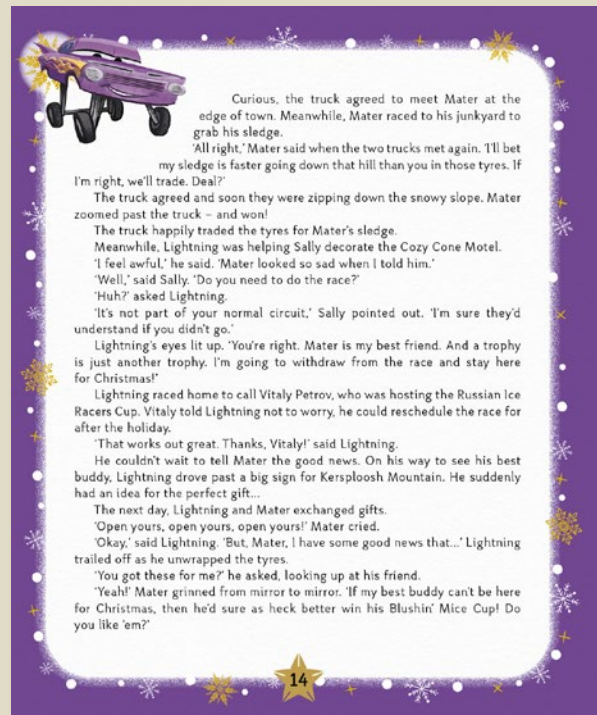 Curious, the truck agreed to meet Mater at the
edge of town. Meanwhile, Mater raced to his junkyard to
grab his sledge.
‘All right,’ Mater said when the two trucks met again. ‘I’ll bet
my sledge is faster going down that hill than you in those tyres. If
I’m right, we’ll trade. Deal?’
The truck agreed and soon they were zipping down the snowy slope. Mater
zoomed past the truck – and won!
The truck happily traded the tyres for Mater’s sledge.
Meanwhile, Lightning was helping Sally decorate the Cozy Cone Motel.
‘I feel awful,’ he said. ‘Mater looked so sad when I told him.’
‘Well,’ said Sally. ‘Do you need to do the race?’
‘Huh?’ asked Lightning.
‘It’s not part of your normal circuit,’ Sally pointed out. ‘I’m sure they’d
understand if you didn’t go.’
Lightning’s eyes lit up. ‘You’re right. Mater is my best friend. And a trophy
is just another trophy. I’m going to withdraw from the race and stay here
for Christmas!’
Lightning raced home to call Vitaly Petrov, who was hosting the Russian Ice
Racers Cup. Vitaly told Lightning not to worry, he could reschedule the race for
after the holiday.
‘That works out great. Thanks, Vitaly!’ said Lightning.
He couldn’t wait to tell Mater the good news. On his way to see his best
buddy, Lightning drove past a big sign for Kersploosh Mountain. He suddenly
had an idea for the perfect gift...
The next day, Lightning and Mater exchanged gifts.
‘Open yours, open yours, open yours!’ Mater cried.
‘Okay,’ said Lightning. ‘But, Mater, I have some good news that...’ Lightning
trailed off as he unwrapped the tyres.
‘You got these for me?’ he asked, looking up at his friend.
‘Yeah!’ Mater grinned from mirror to mirror. ‘If my best buddy can’t be here
for Christmas, then he’d sure as heck better win his Blushin’ Mice Cup! Do
you like ’em?’
14